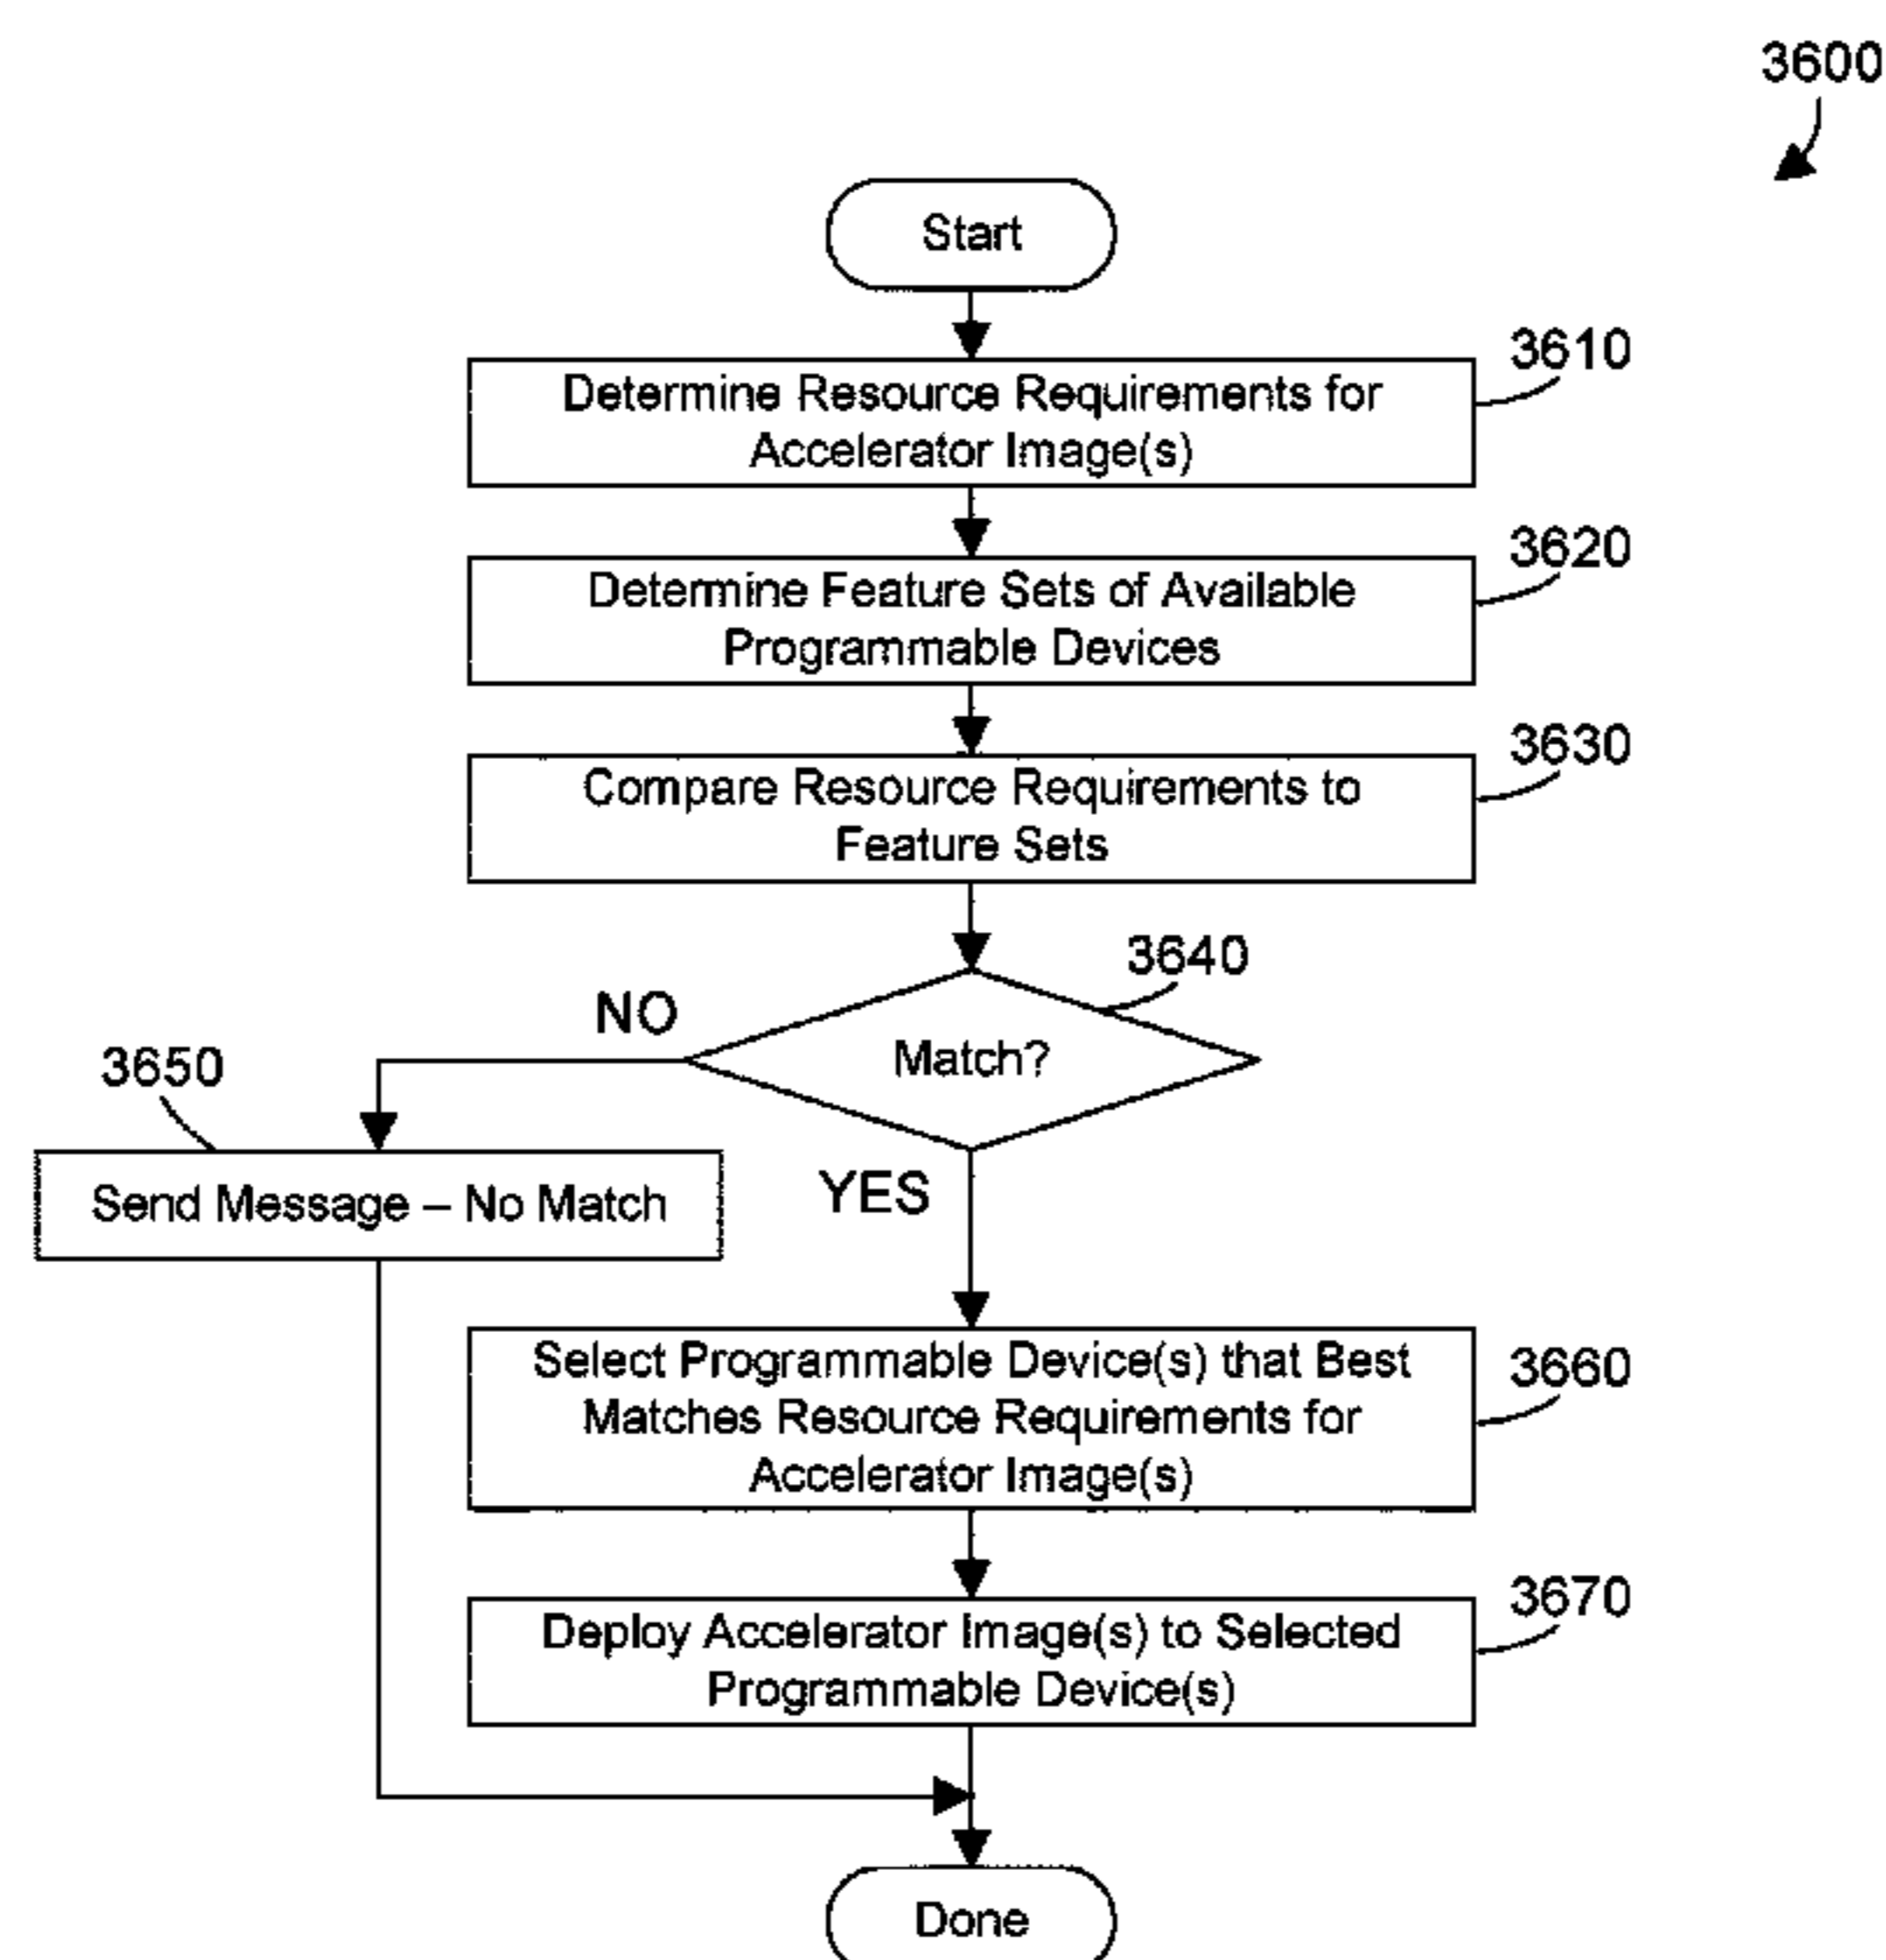 3600
Start
3610
Determine Resource Requirements for
Accelerator Image(s)
3620
Determine Feature Sets of Available
Programmable Devices
3630
Compare Resource Requirements to
Feature Sets
3640
NO
Match?
3650
Send Message – No Match
YES
3660
Select Programmable Device(s) that Best
Matches Resource Requirements for
Accelerator Image(s)
3670
Deploy Accelerator Image(s) to Selected
Programmable Device(s)
Done